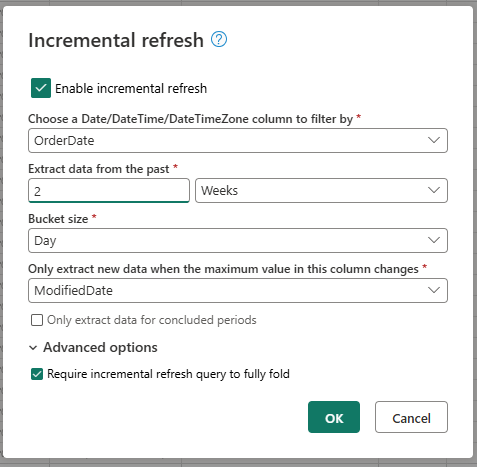 Incremental refresh
Enable incremental refresh
Choose a Date/DateTime/DateTimeZone column to filter by *
OrderDate
Extract data from the past *
2 Weeks
Bucket size *
Day
Only extract new data when the maximum value in this column changes *
ModifiedDate
Only extract data for concluded periods
Advanced options
Require incremental refresh query to fully fold
OK Cancel